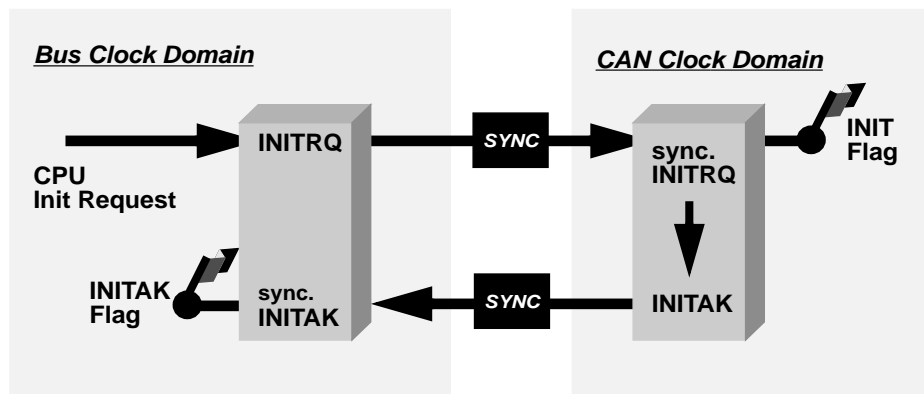 Bus Clock Domain
CAN Clock Domain
CPU
Init Request
INITRQ
SYNC
sync.
INITRQ
INIT
Flag
INITAK
Flag
sync.
INITAK
SYNC
INITAK